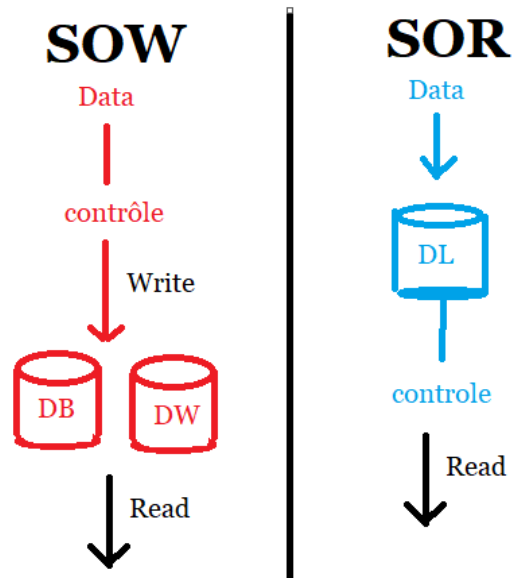 SOW
Data
contrôle
Write
DB
DW
Read
SOR
Data
DL
controle
Read